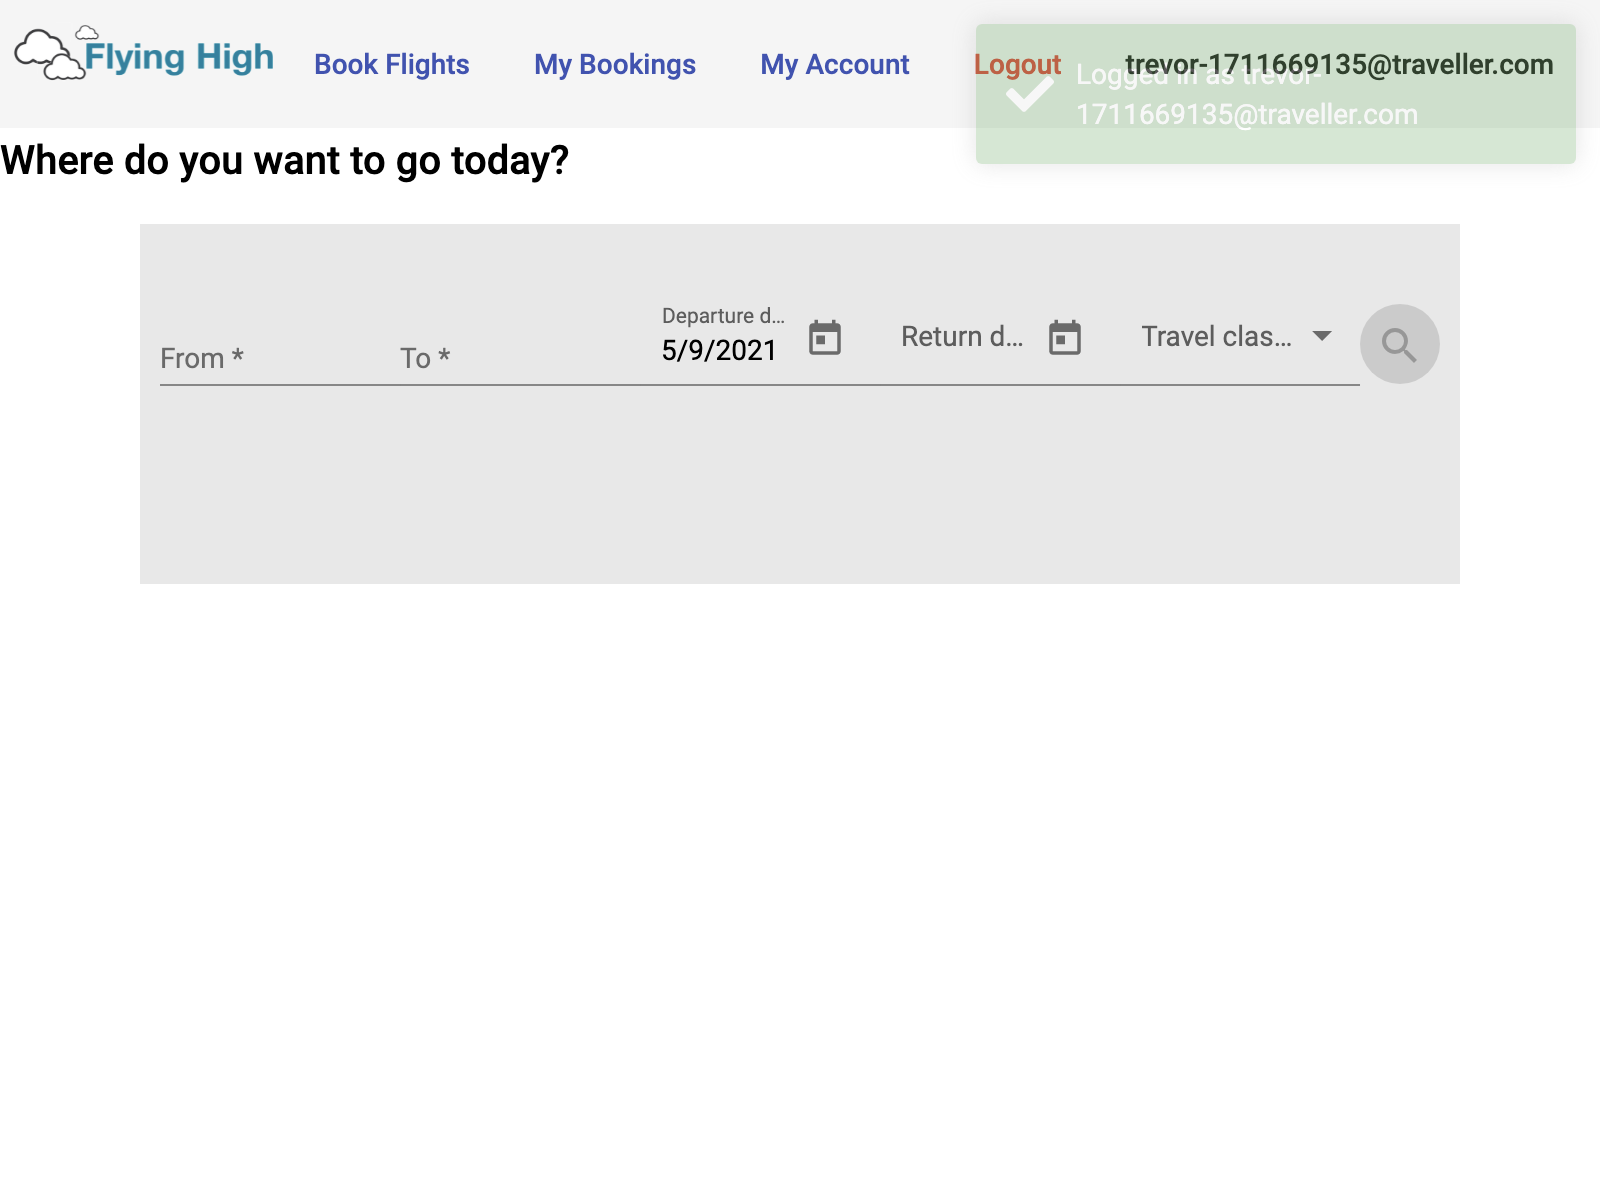 Flying High
Book Flights
My Bookings
My Account
Logout
trevor-1711669135@traveller.com
Logged in as trevor-
1711669135@traveller.com
Where do you want to go today?
From *
To *
Departure d...
5/9/2021
Return d...
Travel clas...